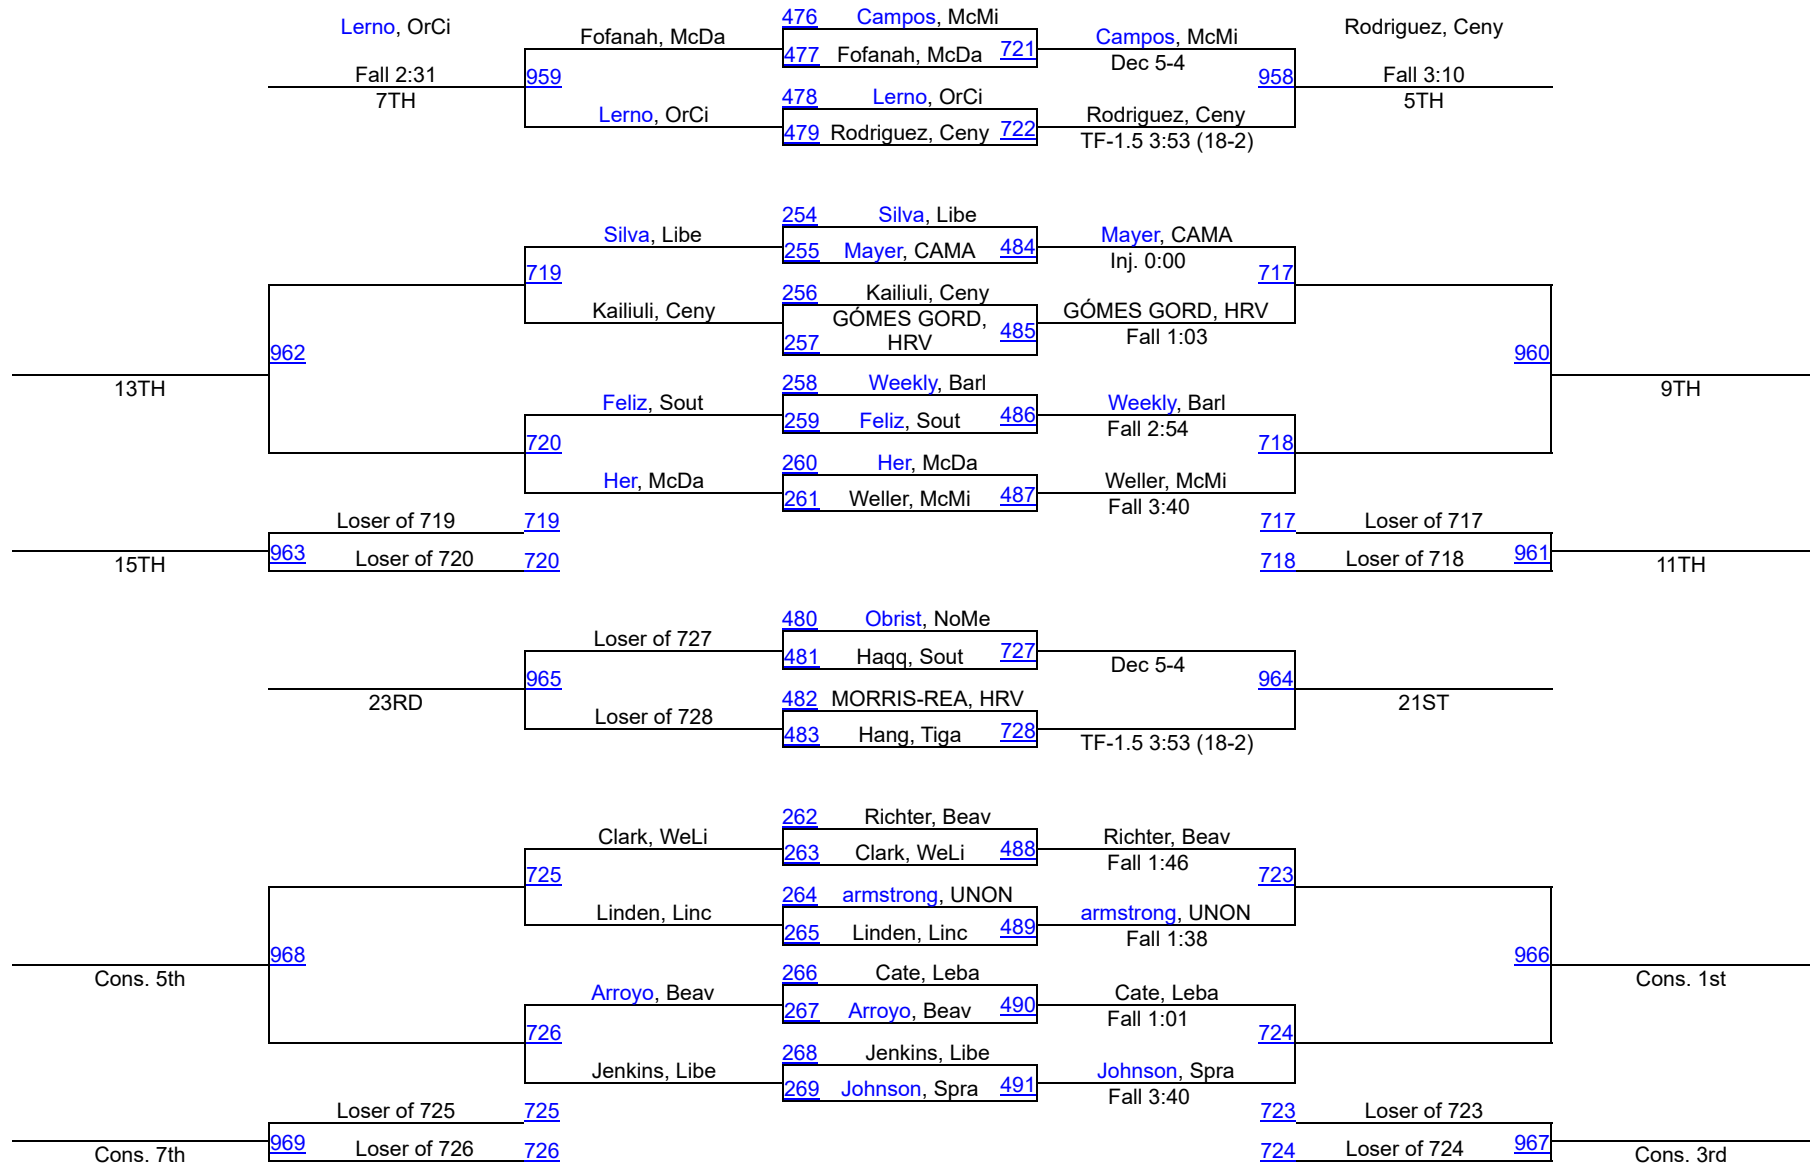 476 Campos, McMi
Lerno, OrCi Rodriguez, Ceny
Fofanah, McDa Campos, McMi
477 Fofanah, McDa 721
Dec 5-4
Fall 2:31 959 958 Fall 3:10
7TH 478 Lerno, OrCi 5TH
Lerno, OrCi Rodriguez, Ceny
479 Rodriguez, Ceny 722
TF-1.5 3:53 (18-2)
254 Silva, Libe
Silva, Libe Mayer, CAMA
255 Mayer, CAMA 484
Inj. 0:00
719 717
256 Kailiuli, Ceny
Kailiuli, Ceny GÓMES GORD, HRV
GÓMES GORD,
485
257 HRV Fall 1:03
962 960
13TH 258 Weekly, Barl 9TH
Feliz, Sout Weekly, Barl
259 Feliz, Sout 486
Fall 2:54
720 718
260 Her, McDa
Her, McDa Weller, McMi
261 Weller, McMi 487
Fall 3:40
Loser of 719 719 717 Loser of 717
963 Loser of 720 720 718 Loser of 718 961
15TH 11TH
480 Obrist, NoMe
Loser of 727
481 Haqq, Sout 727
Dec 5-4
965 964
23RD 482 MORRIS-REA, HRV 21ST
Loser of 728
483 Hang, Tiga 728
TF-1.5 3:53 (18-2)
262 Richter, Beav
Clark, WeLi Richter, Beav
263 Clark, WeLi 488
Fall 1:46
725 723
264 armstrong, UNON
Linden, Linc armstrong, UNON
265 Linden, Linc 489
Fall 1:38
968 966
Cons. 5th 266 Cate, Leba Cons. 1st
Arroyo, Beav Cate, Leba
267 Arroyo, Beav 490
Fall 1:01
726 724
268 Jenkins, Libe
Jenkins, Libe Johnson, Spra
269 Johnson, Spra 491
Fall 3:40
Loser of 725 725 723 Loser of 723
969 Loser of 726 726 724 Loser of 724 967
Cons. 7th Cons. 3rd